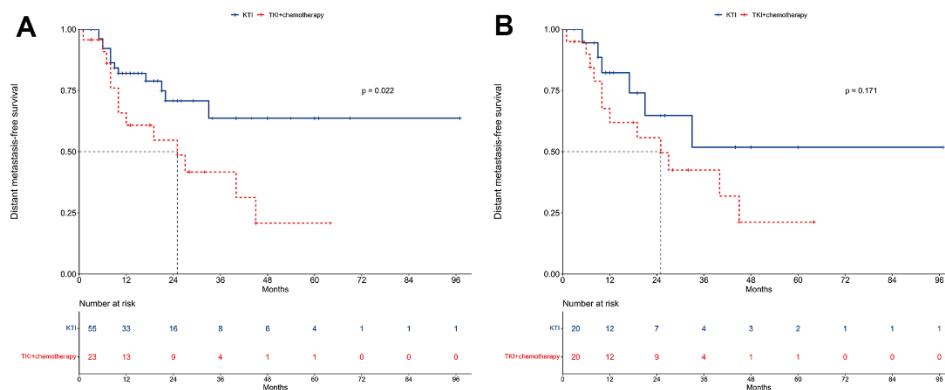 A
KTI TKI+chemotherapy
Distant metastasis-free survival
1.00
0.75
0.50
0.25
0.00
p = 0.022
0 12 24 36 48 60 72 84 96
Months
Number at risk
KTI 55 33 16 8 6 4 1 1 1
TKI+chemotherapy 23 13 9 4 1 1 0 0 0
0 12 24 36 48 60 72 84 96
Months
B
KTI TKI+chemotherapy
Distant metastasis-free survival
1.00
0.75
0.50
0.25
0.00
p = 0.171
0 12 24 36 48 60 72 84 96
Months
Number at risk
KTI 20 12 7 4 3 2 1 1 1
TKI+chemotherapy 20 12 9 4 1 1 0 0 0
0 12 24 36 48 60 72 84 96
Months